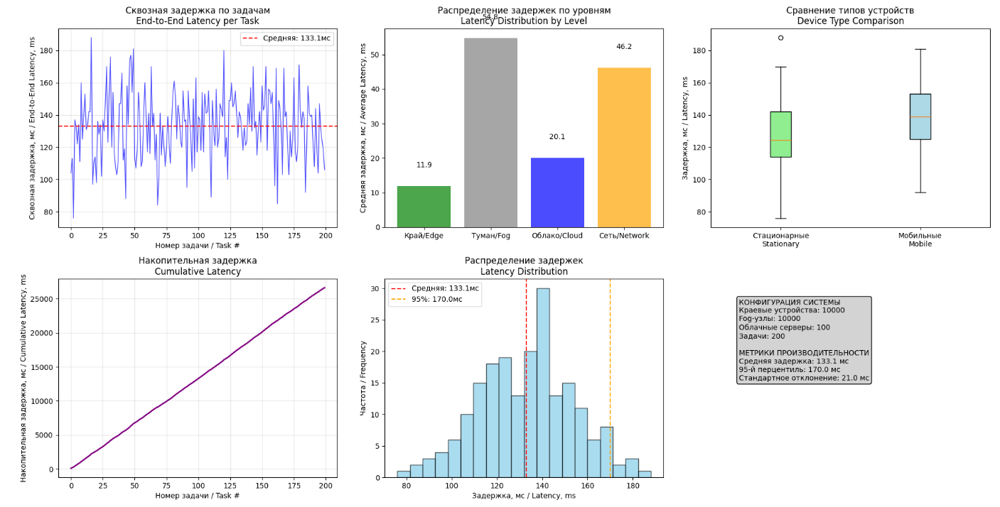 Сквозная задержка по задачам
End-to-End Latency per Task
Сквозная задержка, мс / End-to-End Latency, ms
180
160
140
120
100
80
Средняя: 133.1мс
0 25 50 75 100 125 150 175 200
Номер задачи / Task #
Распределение задержек по уровням
Latency Distribution by Level
54.8
Средняя задержка, мс / Average Latency, ms
50
40
30
20
10
0
11.9
20.1
46.2
Край/Edge Туман/Fog Облако/Cloud Сеть/Network
Сравнение типов устройств
Device Type Comparison
Задержка, мс / Latency, ms
180
160
140
120
100
80
Стационарные
Stationary
Мобильные
Mobile
Накопительная задержка
Cumulative Latency
Накопительная задержка, мс / Cumulative Latency, ms
25000
20000
15000
10000
5000
0
0 25 50 75 100 125 150 175 200
Номер задачи / Task #
Распределение задержек
Latency Distribution
Частота / Frequency
30
25
20
15
10
5
0
Средняя: 133.1мс
95%: 170.0мс
80 100 120 140 160 180
Задержка, мс / Latency, ms
КОНФИГУРАЦИЯ СИСТЕМЫ
Краевые устройства: 10000
Fog-узлы: 10000
Облачные серверы: 100
Задачи: 200
МЕТРИКИ ПРОИЗВОДИТЕЛЬНОСТИ
Средняя задержка: 133.1 мс
95-й перцентиль: 170.0 мс
Стандартное отклонение: 21.0 мс